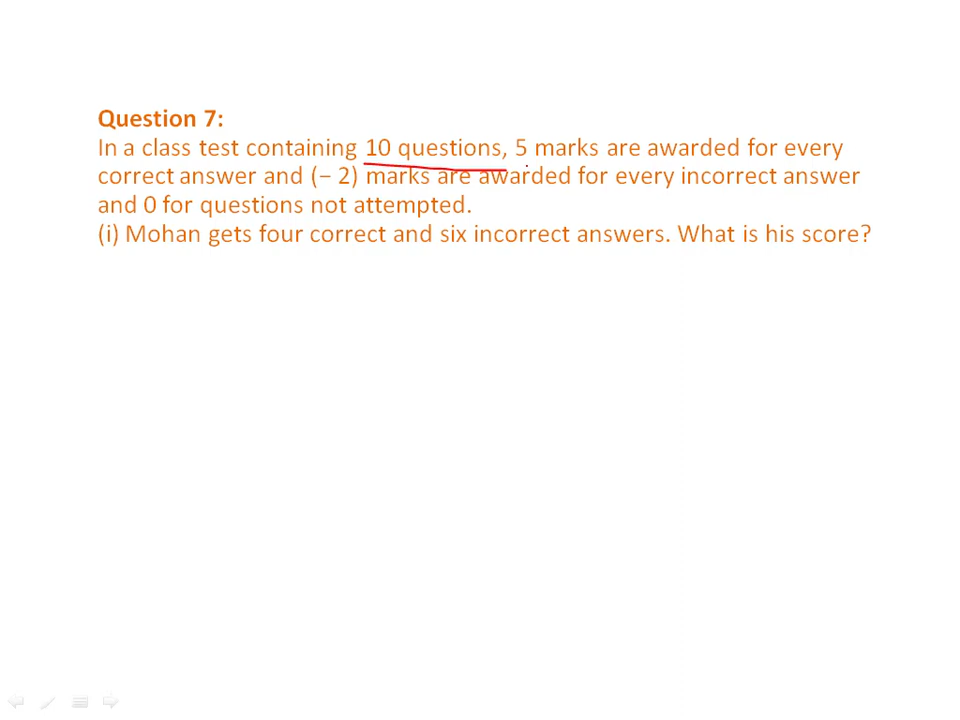 Question 7:
In a class test containing 10 questions, 5 marks are awarded for every
correct answer and (− 2) marks are awarded for every incorrect answer
and 0 for questions not attempted.
(i) Mohan gets four correct and six incorrect answers. What is his score?